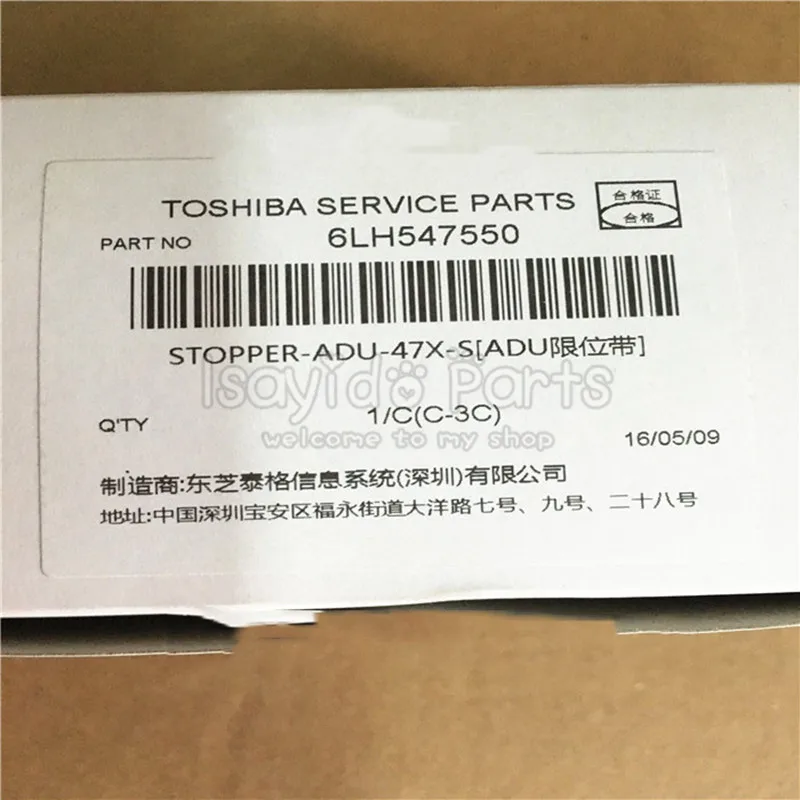 TOSHIBA SERVICE PARTS
合格证
合格
PART NO 6LH547550
STOPPER-ADU-47X-S[ADU限位带]
Isayido Parts
Q'TY 1/C(C-3C)
welcome to my shop
16/05/09
制造商:东芝泰格信息系统(深圳)有限公司
地址:中国深圳宝安区福永街道大洋路七号、九号、二十八号